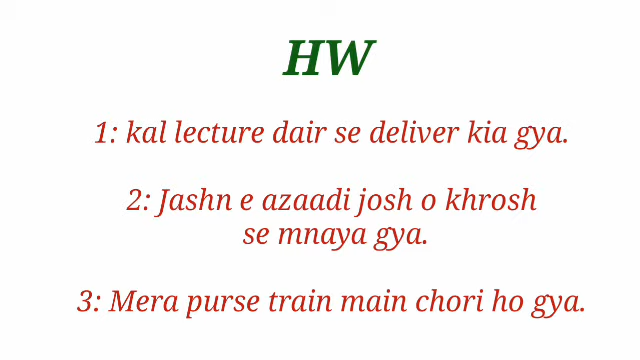 HW
1: kal lecture dair se deliver kia gya.
2: Jashn e azaadi josh o khrosh
se mnaya gya.
3: Mera purse train main chori ho gya.